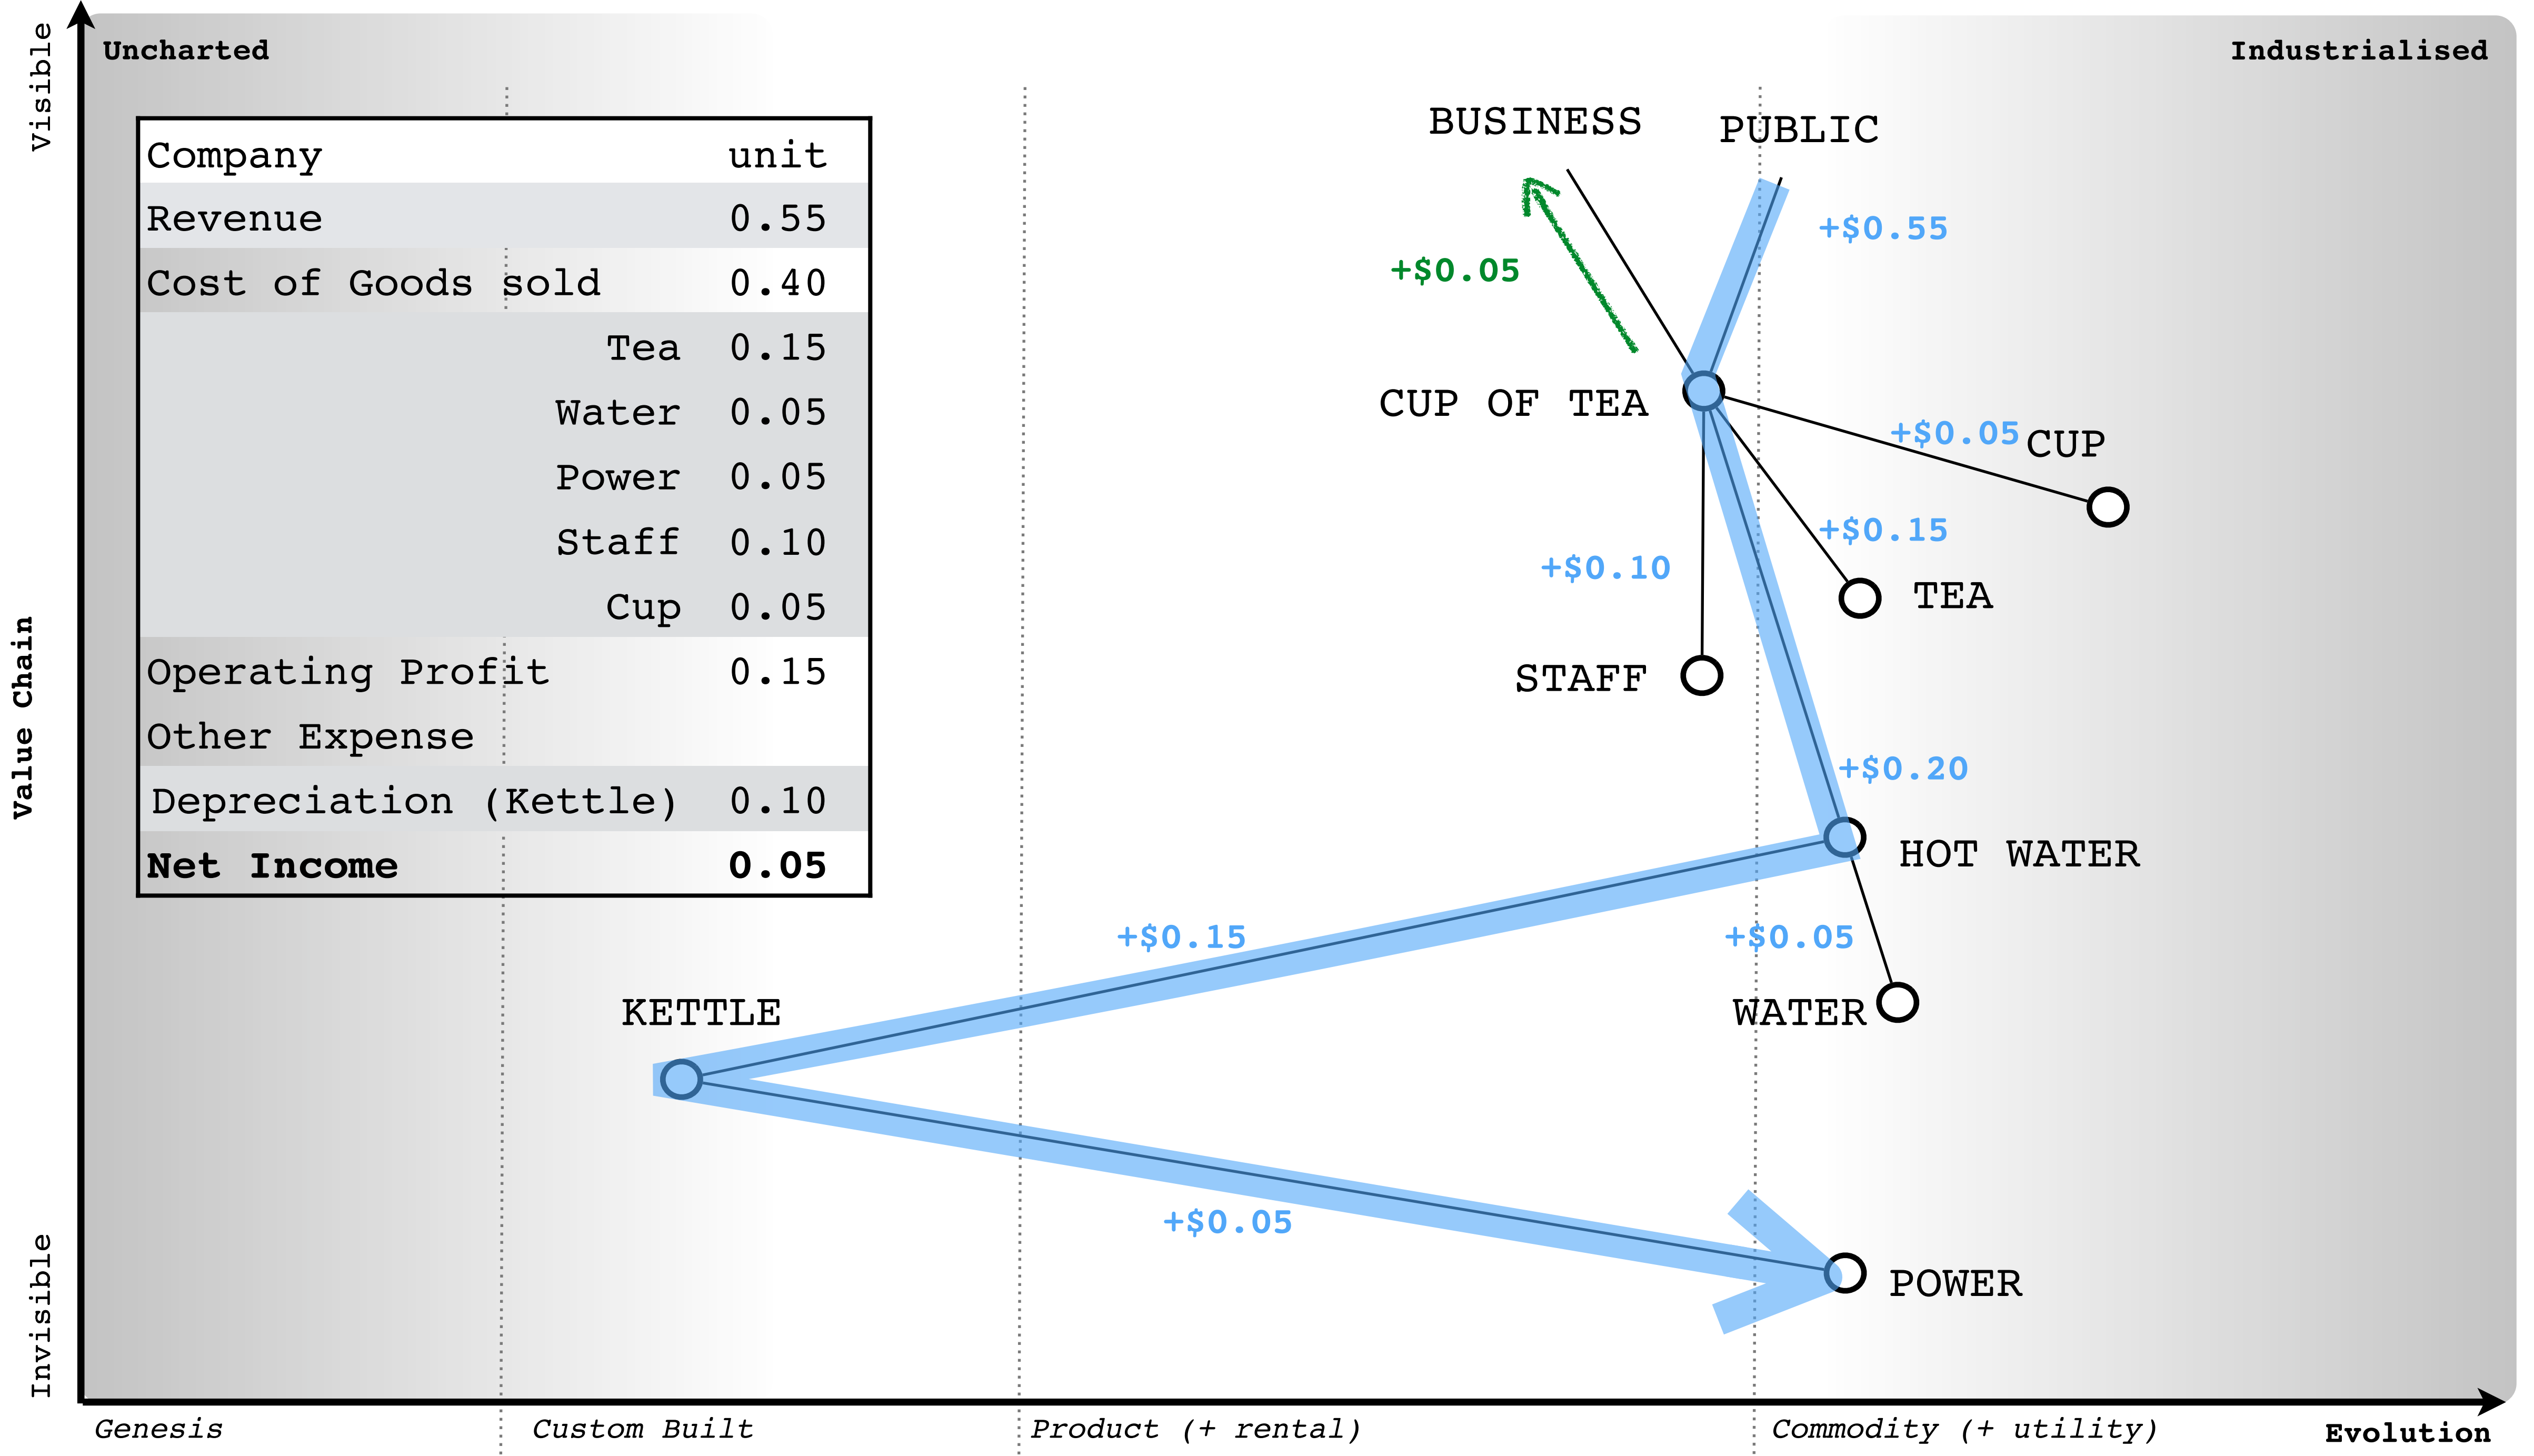 Visible
Uncharted
Industrialised
BUSINESS
PUBLIC
Company unit
Revenue 0.55
Cost of Goods sold 0.40
Tea 0.15
Water 0.05
Power 0.05
Staff 0.10
Cup 0.05
Operating Profit 0.15
Other Expense
Depreciation (Kettle) 0.10
Net Income 0.05
+$0.55
+$0.05
CUP OF TEA
+$0.05
CUP
+$0.15
+$0.10
TEA
STAFF
+$0.20
HOT WATER
+$0.15
+$0.05
KETTLE
WATER
+$0.05
POWER
Value Chain
Invisible
Genesis
Custom Built
Product (+ rental)
Commodity (+ utility)
Evolution